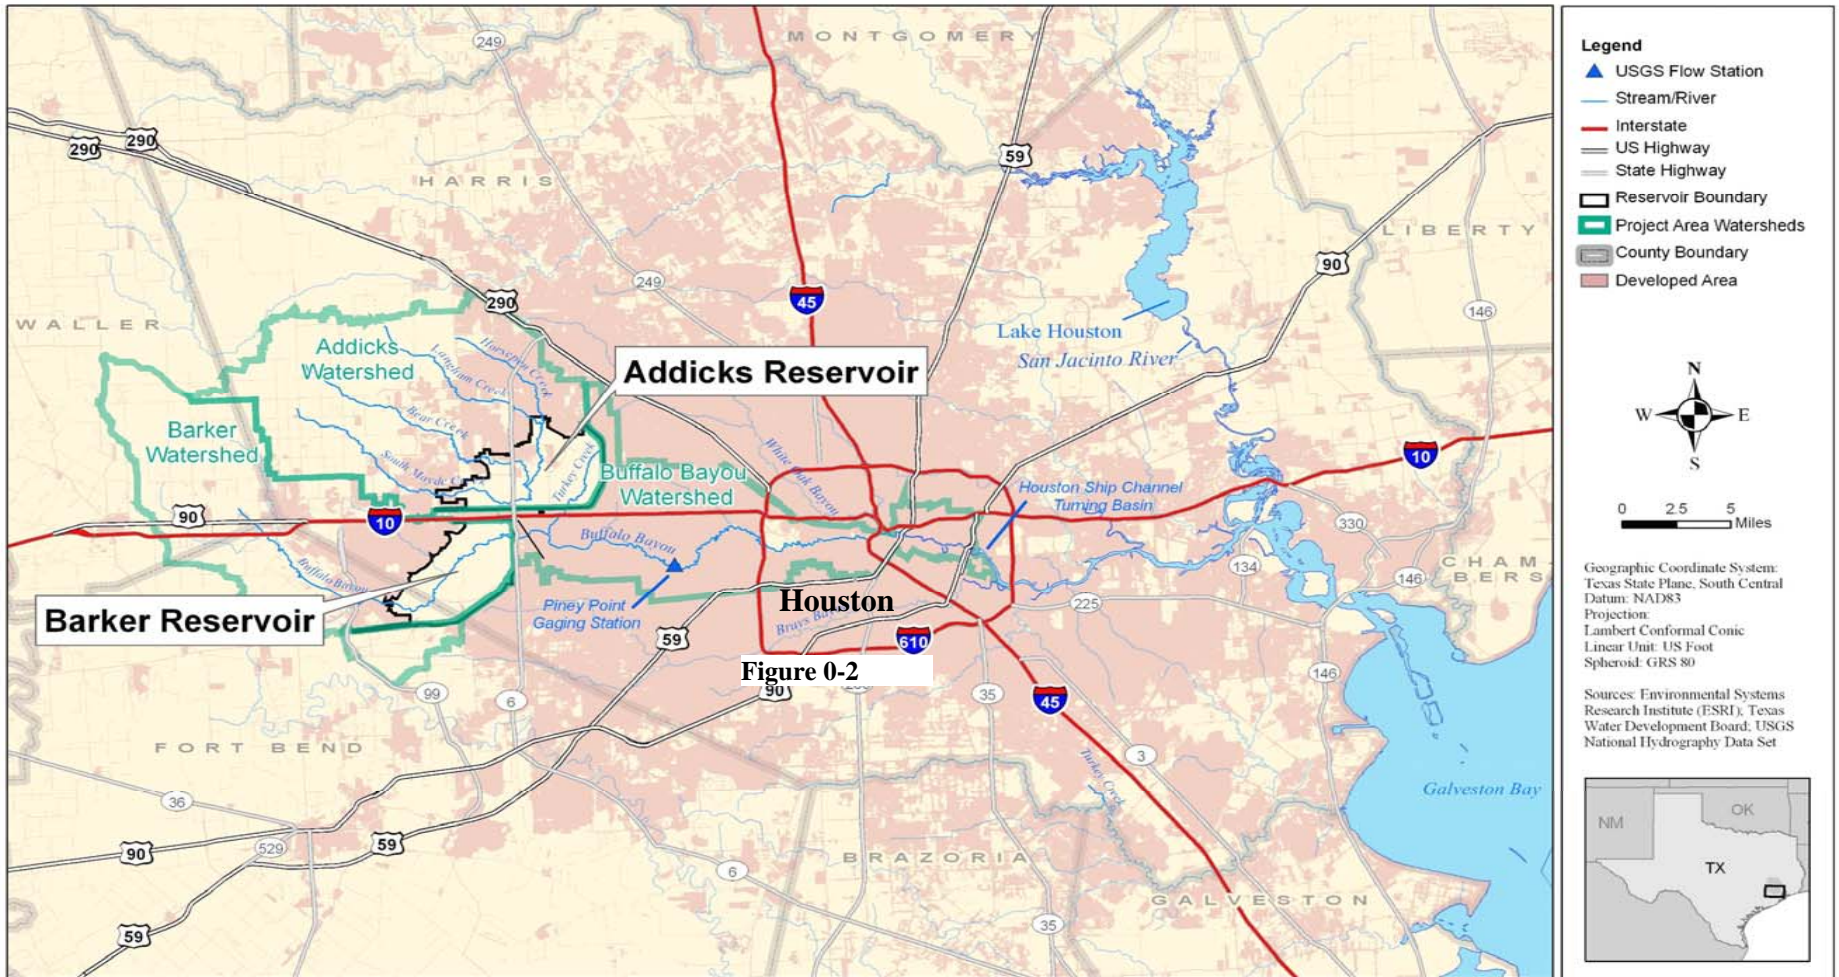 MONTGOMERY
249
290
290
59
HARRIS
LIBERTY
90
249
290
45
146
WALLER
Lake Houston
San Jacinto River
Addicks
Watershed
Horsepen Creek
Langham Creek
Addicks Reservoir
Bear Creek
Barker
Watershed
South Mayde Creek
Turkey Creek
Buffalo Bayou
Watershed
White Oak Bayou
Houston Ship Channel
Turning Basin
10
90
10
330
Buffalo Bayou
CHAM
BERS
134
146
Buffalo Bayou
Barker Reservoir
Piney Point
Gaging Station
Houston
Brays Bayou
225
59
610
Figure 0-2
90
146
99
6
35
45
FORT BEND
3
Turkey Creek
Galveston Bay
36
90
529
59
BRAZORIA
6
GALVESTON
59
35
Legend
USGS Flow Station
Stream/River
Interstate
US Highway
State Highway
Reservoir Boundary
Project Area Watersheds
County Boundary
Developed Area
N
W E
S
0 2.5 5
Miles
Geographic Coordinate System:
Texas State Plane, South Central
Datum: NAD83
Projection:
Lambert Conformal Conic
Linear Unit: US Foot
Spheroid: GRS 80
Sources: Environmental Systems
Research Institute (ESRI); Texas
Water Development Board; USGS
National Hydrography Data Set
NM
OK
TX